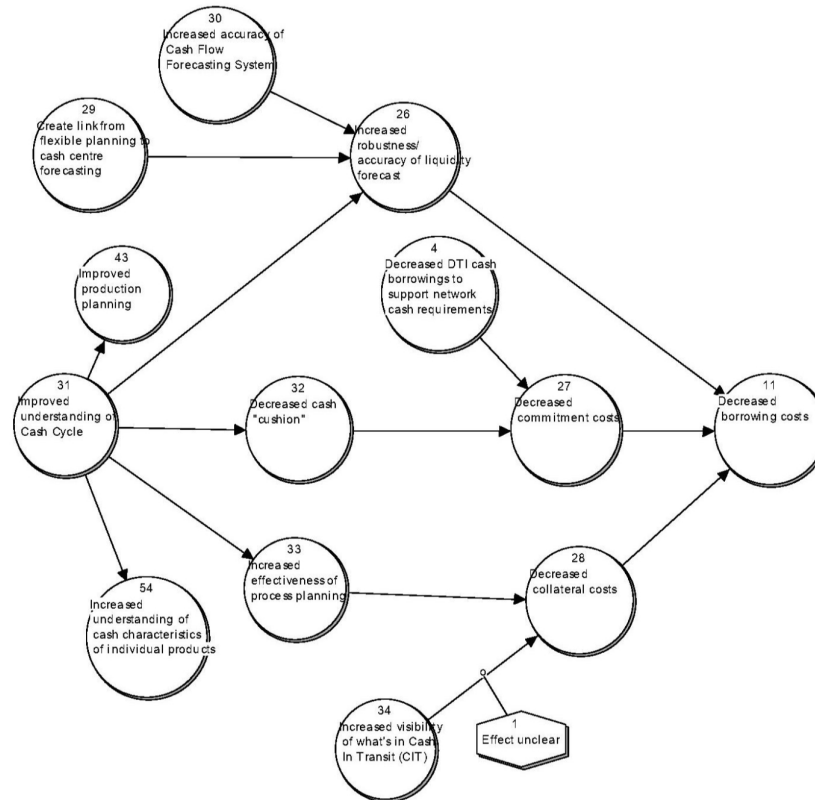 30
Increased accuracy of
Cash Flow
Forecasting System
29
Create linkfrom
flexible planning to
cash centre
forecasting
26
Increased
robustness/
accuracy of liquidity
forecast
43
Improved
production
planning
4
Decreased DTI cash
borrowings to
support network
cash requirements
31
Improved
understanding of
Cash Cycle
32
Decreased cash
"cushion"
27
Decreased
commitment costs
11
Decreased
borrowing costs
33
Increased
effectiveness of
process planning
28
Decreased
collateral costs
54
Increased
understanding of
cash characteristics
of individual products
34
Increased visibility
of what's in Cash
In Transit (CIT)
1
Effect unclear